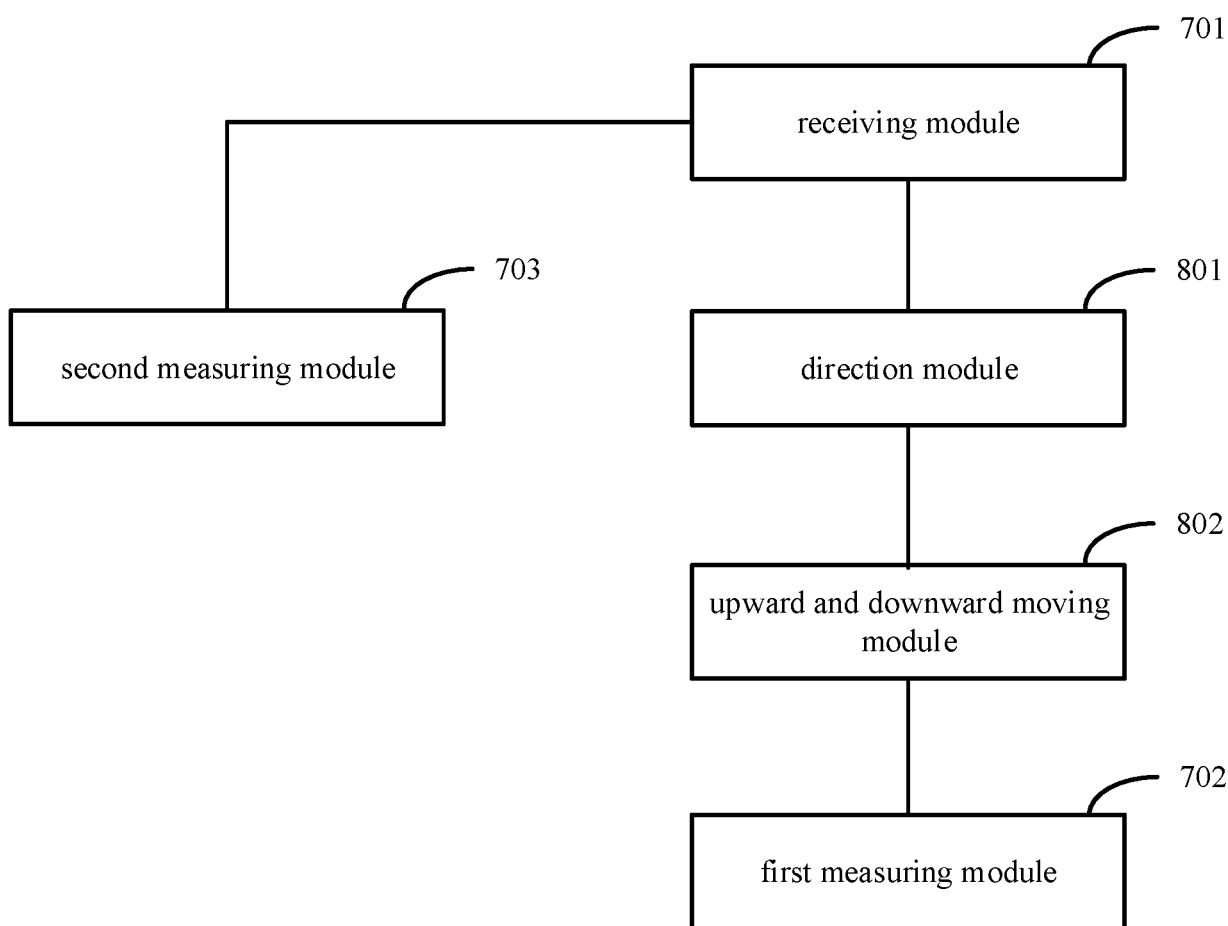 701
receiving module
703
801
second measuring module
direction module
802
upward and downward moving
module
702
first measuring module